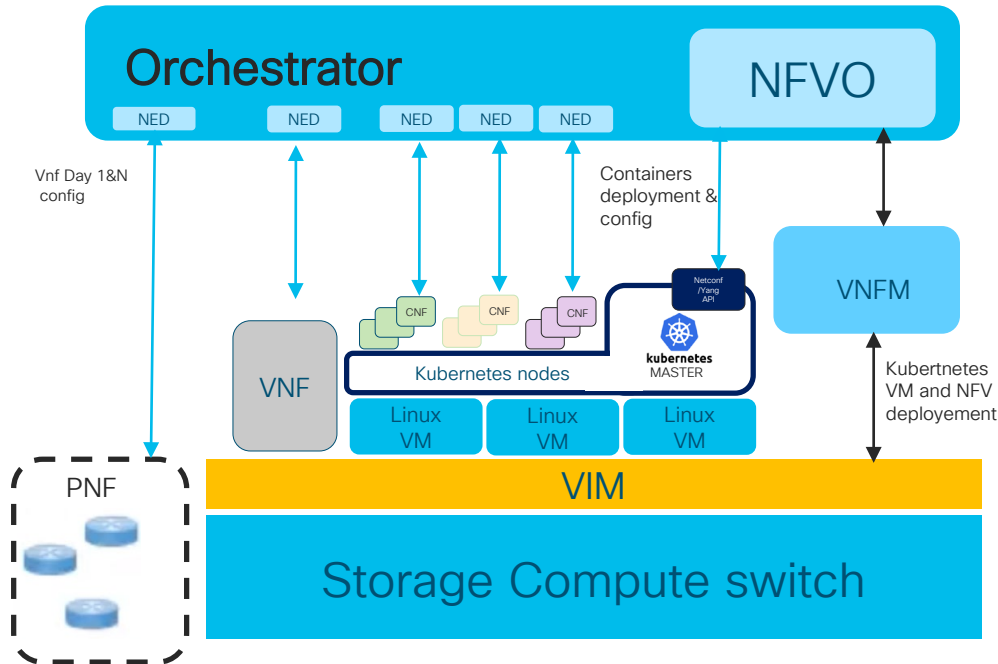 Orchestrator
NFVO
NED
NED
NED
NED
NED
Vnf Day 1&N
config
Containers
deployment &
config
Netconf
/Yang
API
VNFM
CNF
CNF
CNF
kubernetes
MASTER
Kubernetes nodes
VNF
Kubertnetes
VM and NFV
deployement
Linux
VM
Linux
VM
Linux
VM
PNF
VIM
Storage Compute switch